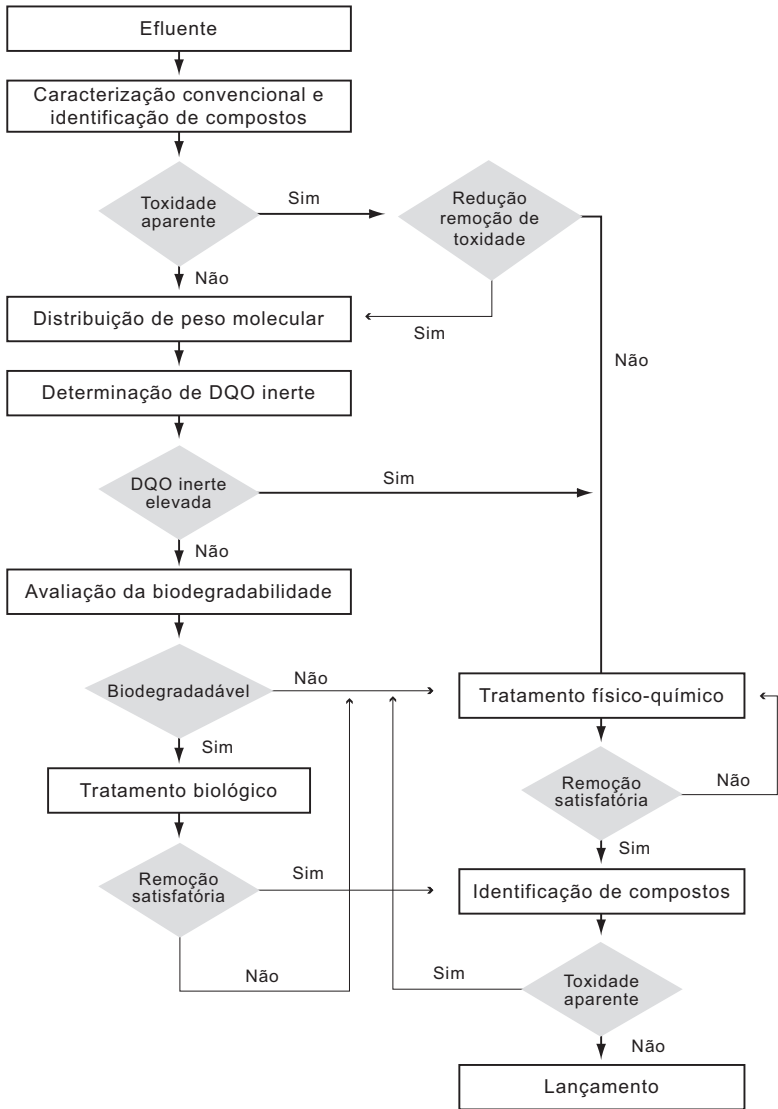 Efluente
Caracterização convencional e
identificação de compostos
Toxidade
aparente
Sim
Redução
remoção de
toxidade
Não
Distribuição de peso molecular
Sim
Não
Determinação de DQO inerte
DQO inerte
elevada
Sim
Não
Avaliação da biodegradabilidade
Biodegradadável
Não
Tratamento físico-químico
Sim
Tratamento biológico
Remoção
satisfatória
Não
Sim
Remoção
satisfatória
Sim
Identificação de compostos
Não
Sim
Toxidade
aparente
Não
Lançamento